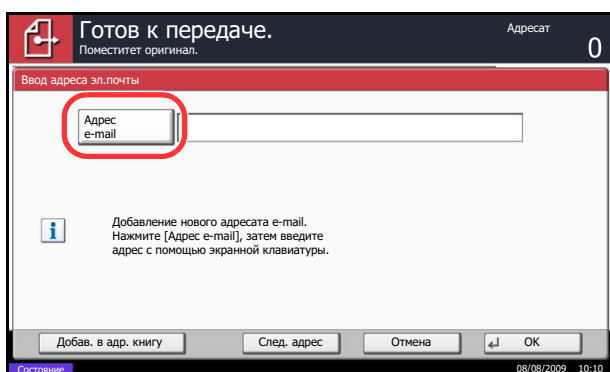 Готов к передаче.
Адресат
Поместитет оригинал.
0
Ввод адреса эл.почты
Адрес
e-mail
Добавление нового адресата e-mail.
Нажмите [Адрес e-mail], затем введите
адрес с помощью экранной клавиатуры.
Добав. в адр. книгу
След. адрес
Отмена
OK
Состояние
08/08/2009 10:10